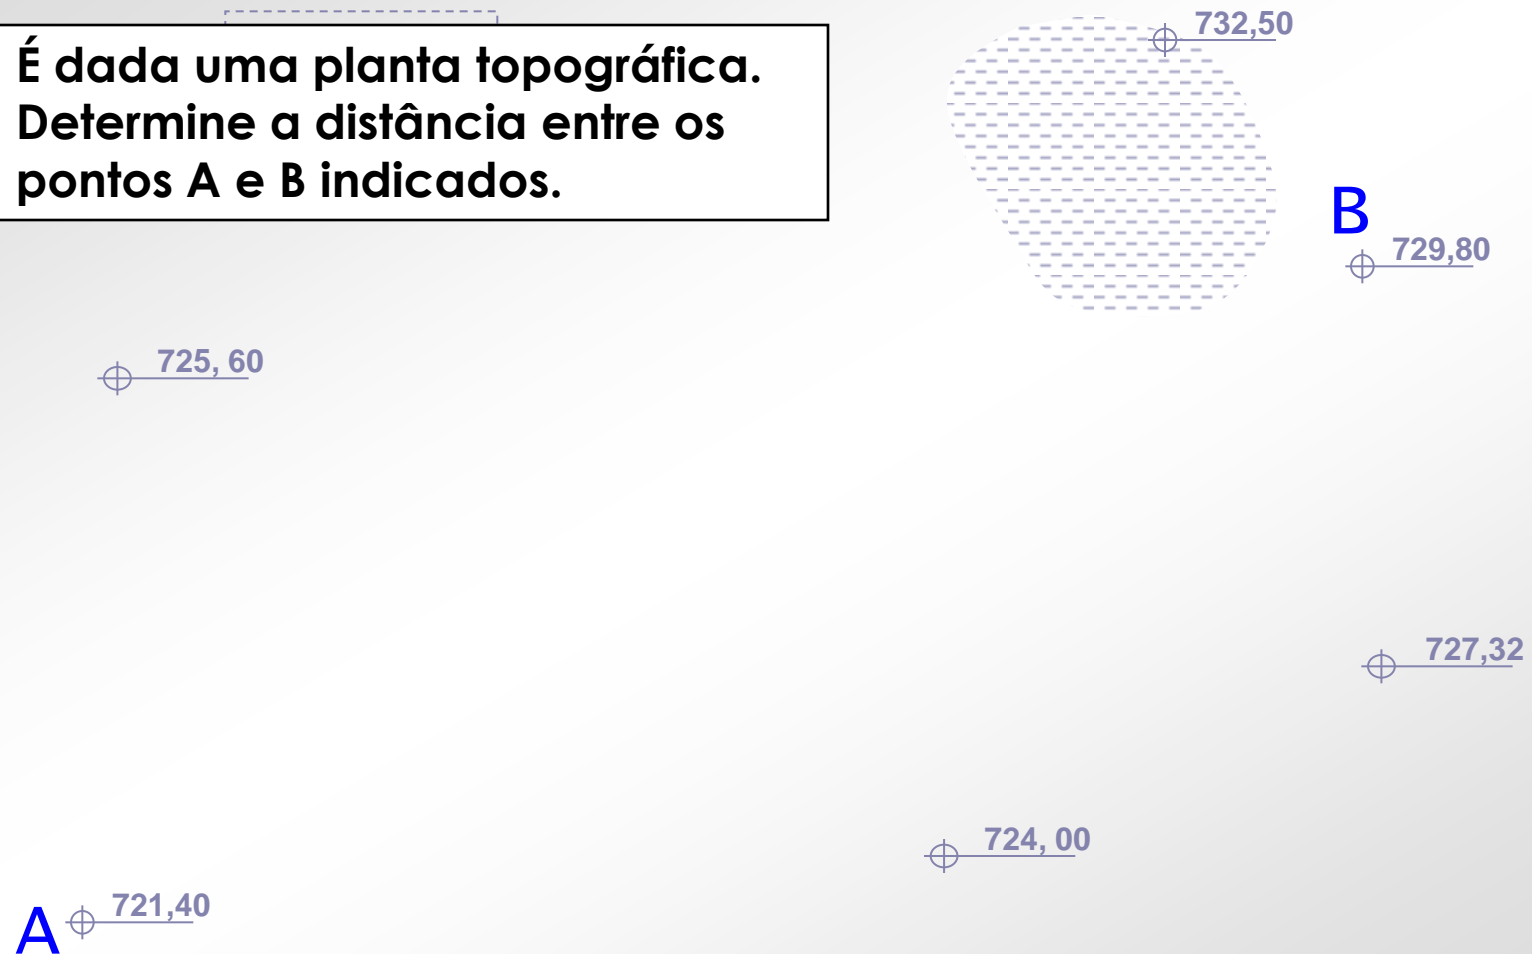 732,50
É dada uma planta topográfica.
Determine a distância entre os
pontos A e B indicados.
B
729,80
725, 60
727,32
724, 00
721,40
A